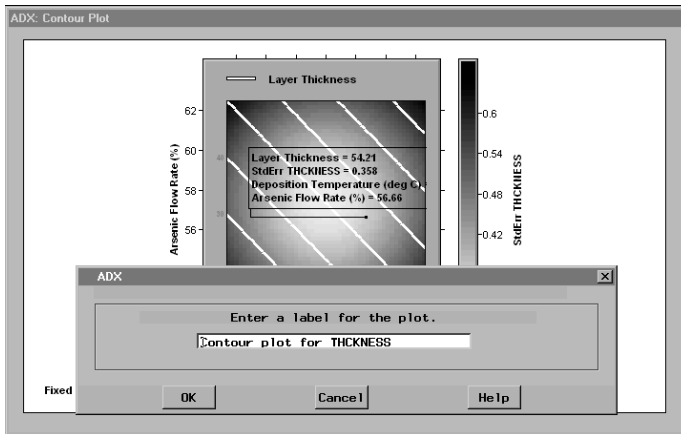 ADX: Contour Plot
Layer Thickness
62
60
58
56
Arsenic Flow Rate (%)
Layer Thickness = 54.21
StdErr THCKNESS = 0.358
Deposition Temperature (deg C)
Arsenic Flow Rate (%) = 56.66
0.6
0.54
0.48
0.42
StdErr THCKNESS
ADX
Enter a label for the plot.
Contour plot for THCKNESS
Fixed
OK
Cancel
Help